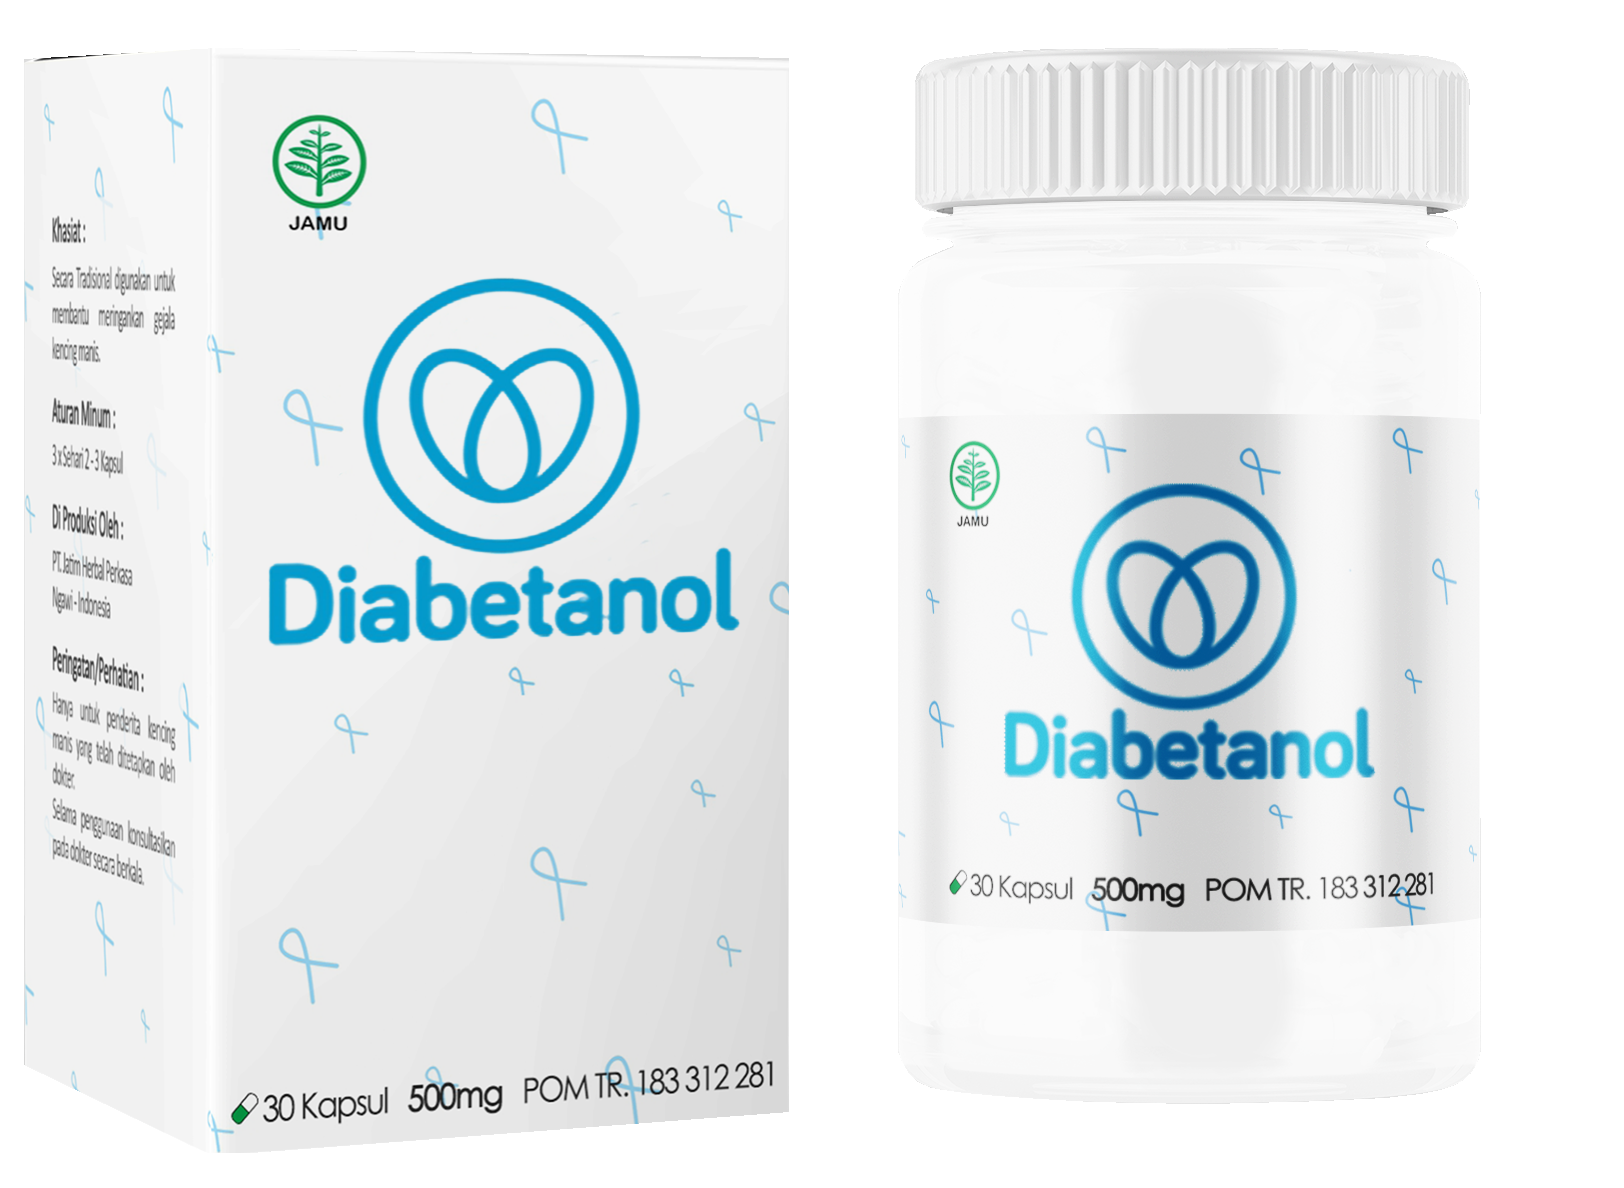 JAMU
Diabetanol
30 Kapsul 500mg POM TR. 183 312 281
Khasiat :
Secara Tradisional digunakan untuk
membantu meringankan gejala
kencing manis.
Aturan Minum :
3 x Sehari 2 - 3 Kapsul
Di Produksi Oleh :
PT. Jatim Herbal Perkasa
Ngawi - Indonesia
Peringatan/Perhatian :
Hanya untuk penderita kencing
manis yang telah ditetapkan oleh
dokter.
Selama penggunaan konsultasikan
pada dokter secara berkala.
JAMU
Diabetanol
30 Kapsul 500mg POM TR. 183 312 281